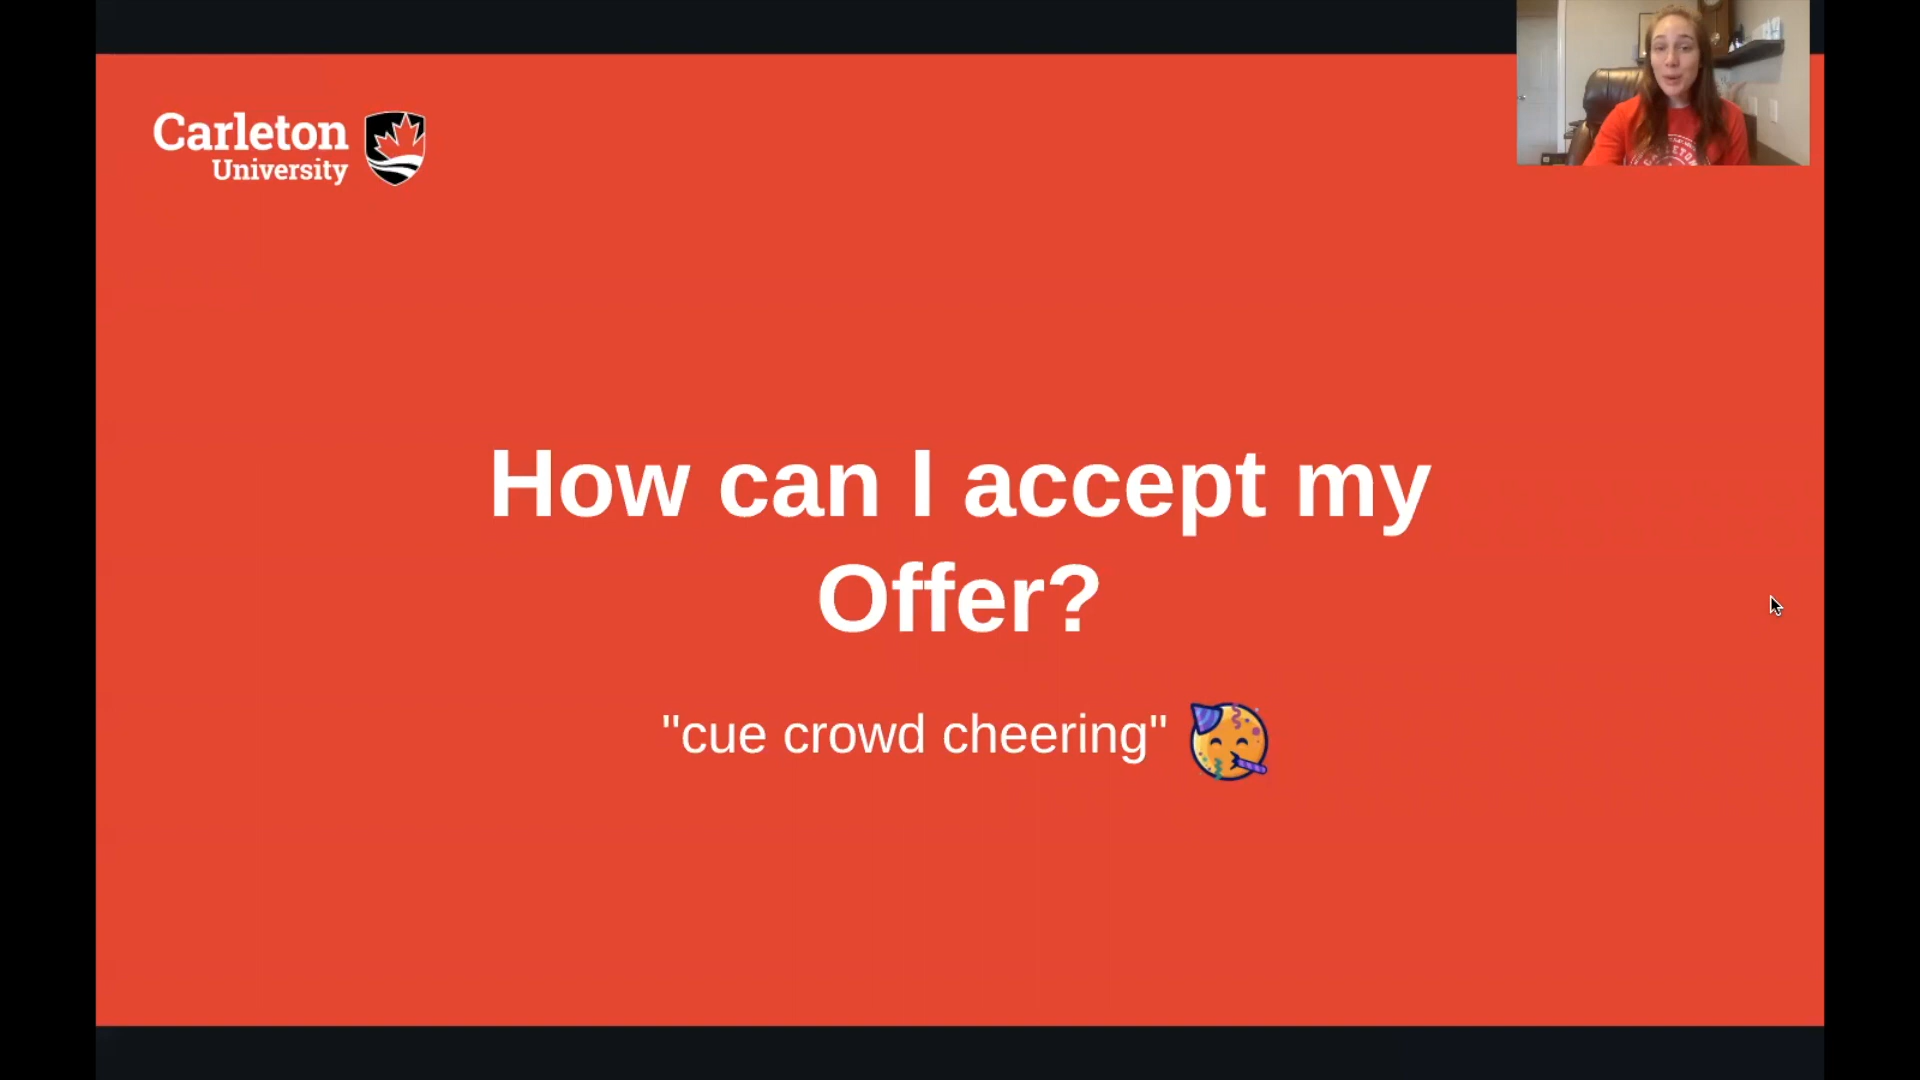 Carleton
University
How can I accept my
Offer?
"cue crowd cheering"